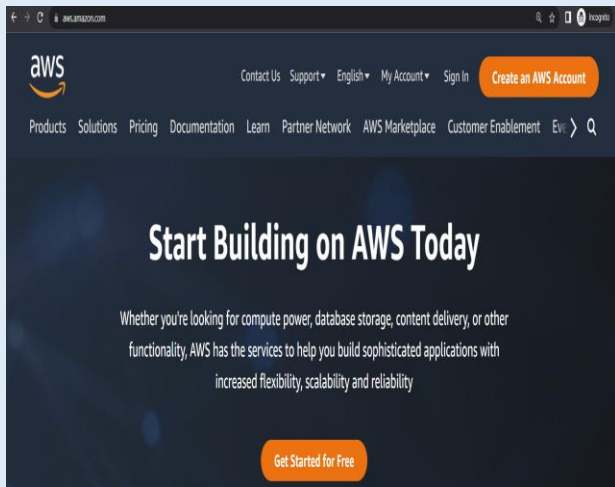 aws.amazon.com
Incognito
aws
Contact Us Support English My Account Sign In Create an AWS Account
Products Solutions Pricing Documentation Learn Partner Network AWS Marketplace Customer Enablement Eve
Start Building on AWS Today
Whether you're looking for compute power, database storage, content delivery, or other
functionality, AWS has the services to help you build sophisticated applications with
increased flexibility, scalability and reliability
Get Started for Free